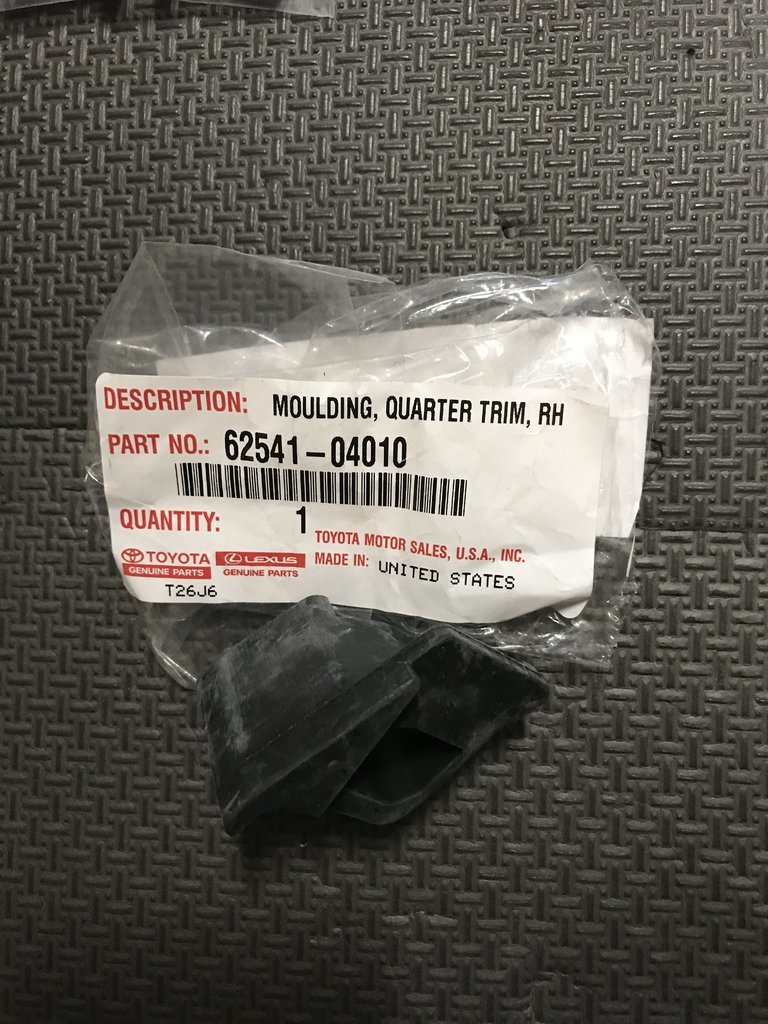 DESCRIPTION: MOULDING, QUARTER TRIM, RH
PART NO.: 62541-04010
QUANTITY: 1
TOYOTA MOTOR SALES, U.S.A., INC.
TOYOTA GENUINE PARTS
LEXUS GENUINE PARTS
MADE IN: UNITED STATES
T26J6